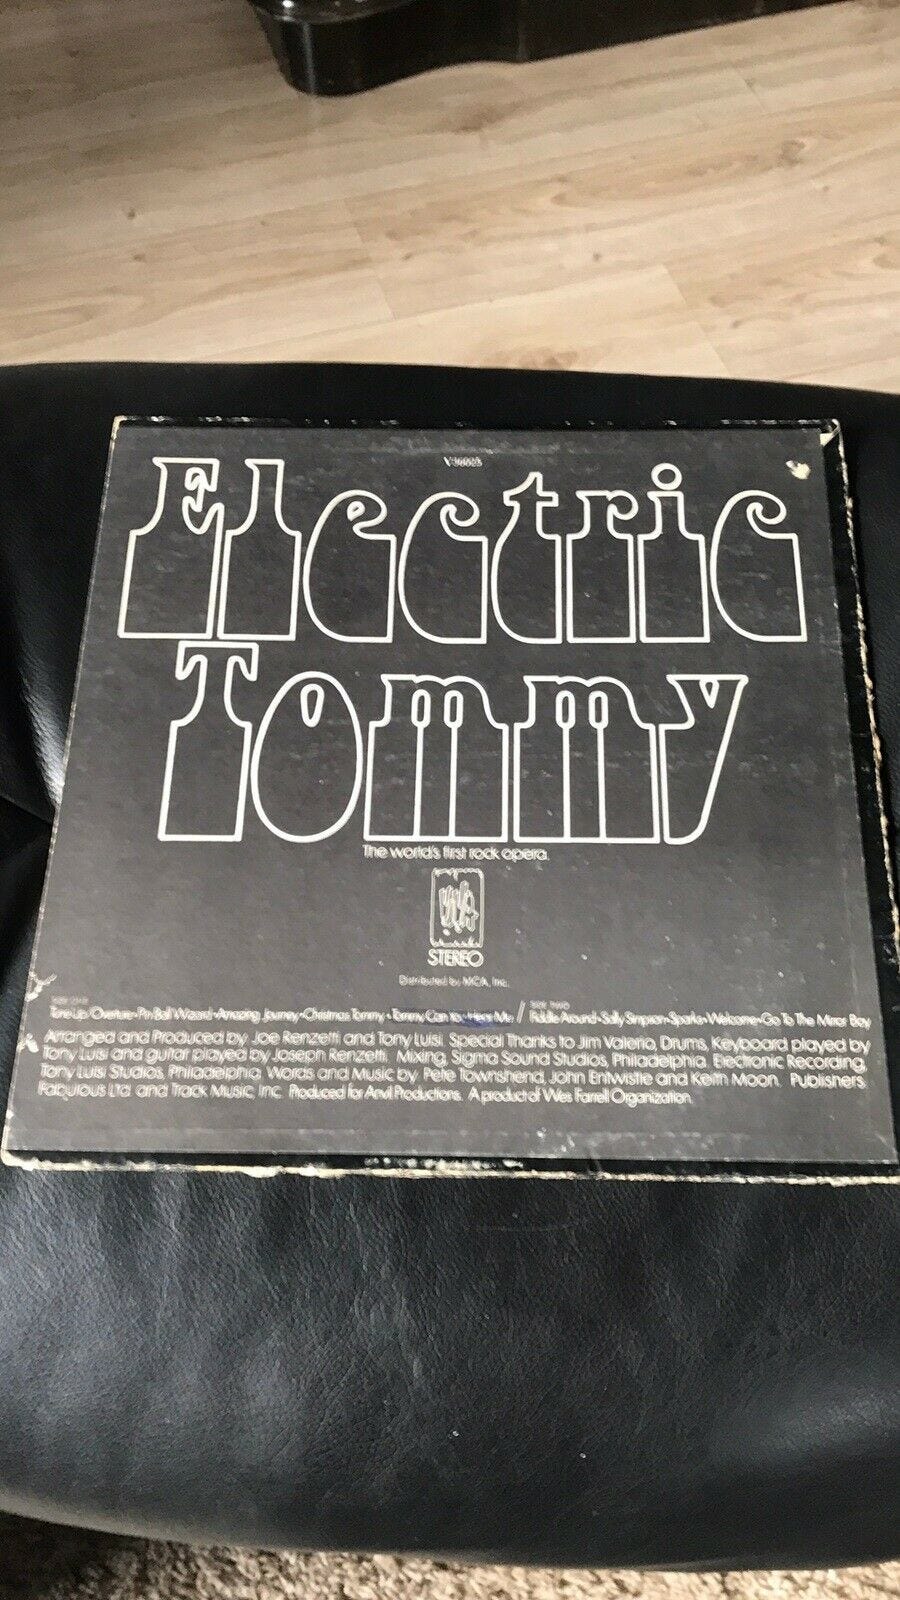 V-36025
Electric
Tommy
The world's first rock opera.
STEREO
Distributed by MCA, Inc.
SIDE ONE
Tune Up/Overture•Pin Ball Wizard•Amazing Journey•Christmas Tommy•Tommy Can You Hear Me /
SIDE TWO
Fiddle Around•Sally Simpson•Sparks•Welcome•Go To The Mirror Boy
Arranged and Produced by Joe Renzetti and Tony Luisi. Special Thanks to Jim Valerio, Drums, Keyboard played by
Tony Luisi and guitar played by Joseph Renzetti. Mixing, Sigma Sound Studios, Philadelphia. Electronic Recording,
Tony Luisi Studios, Philadelphia. Words and Music by Pete Townshend, John Entwistle and Keith Moon. Publishers,
Fabulous Ltd. and Track Music, Inc. Produced for Anvil Productions. A product of Wes Farrell Organization.